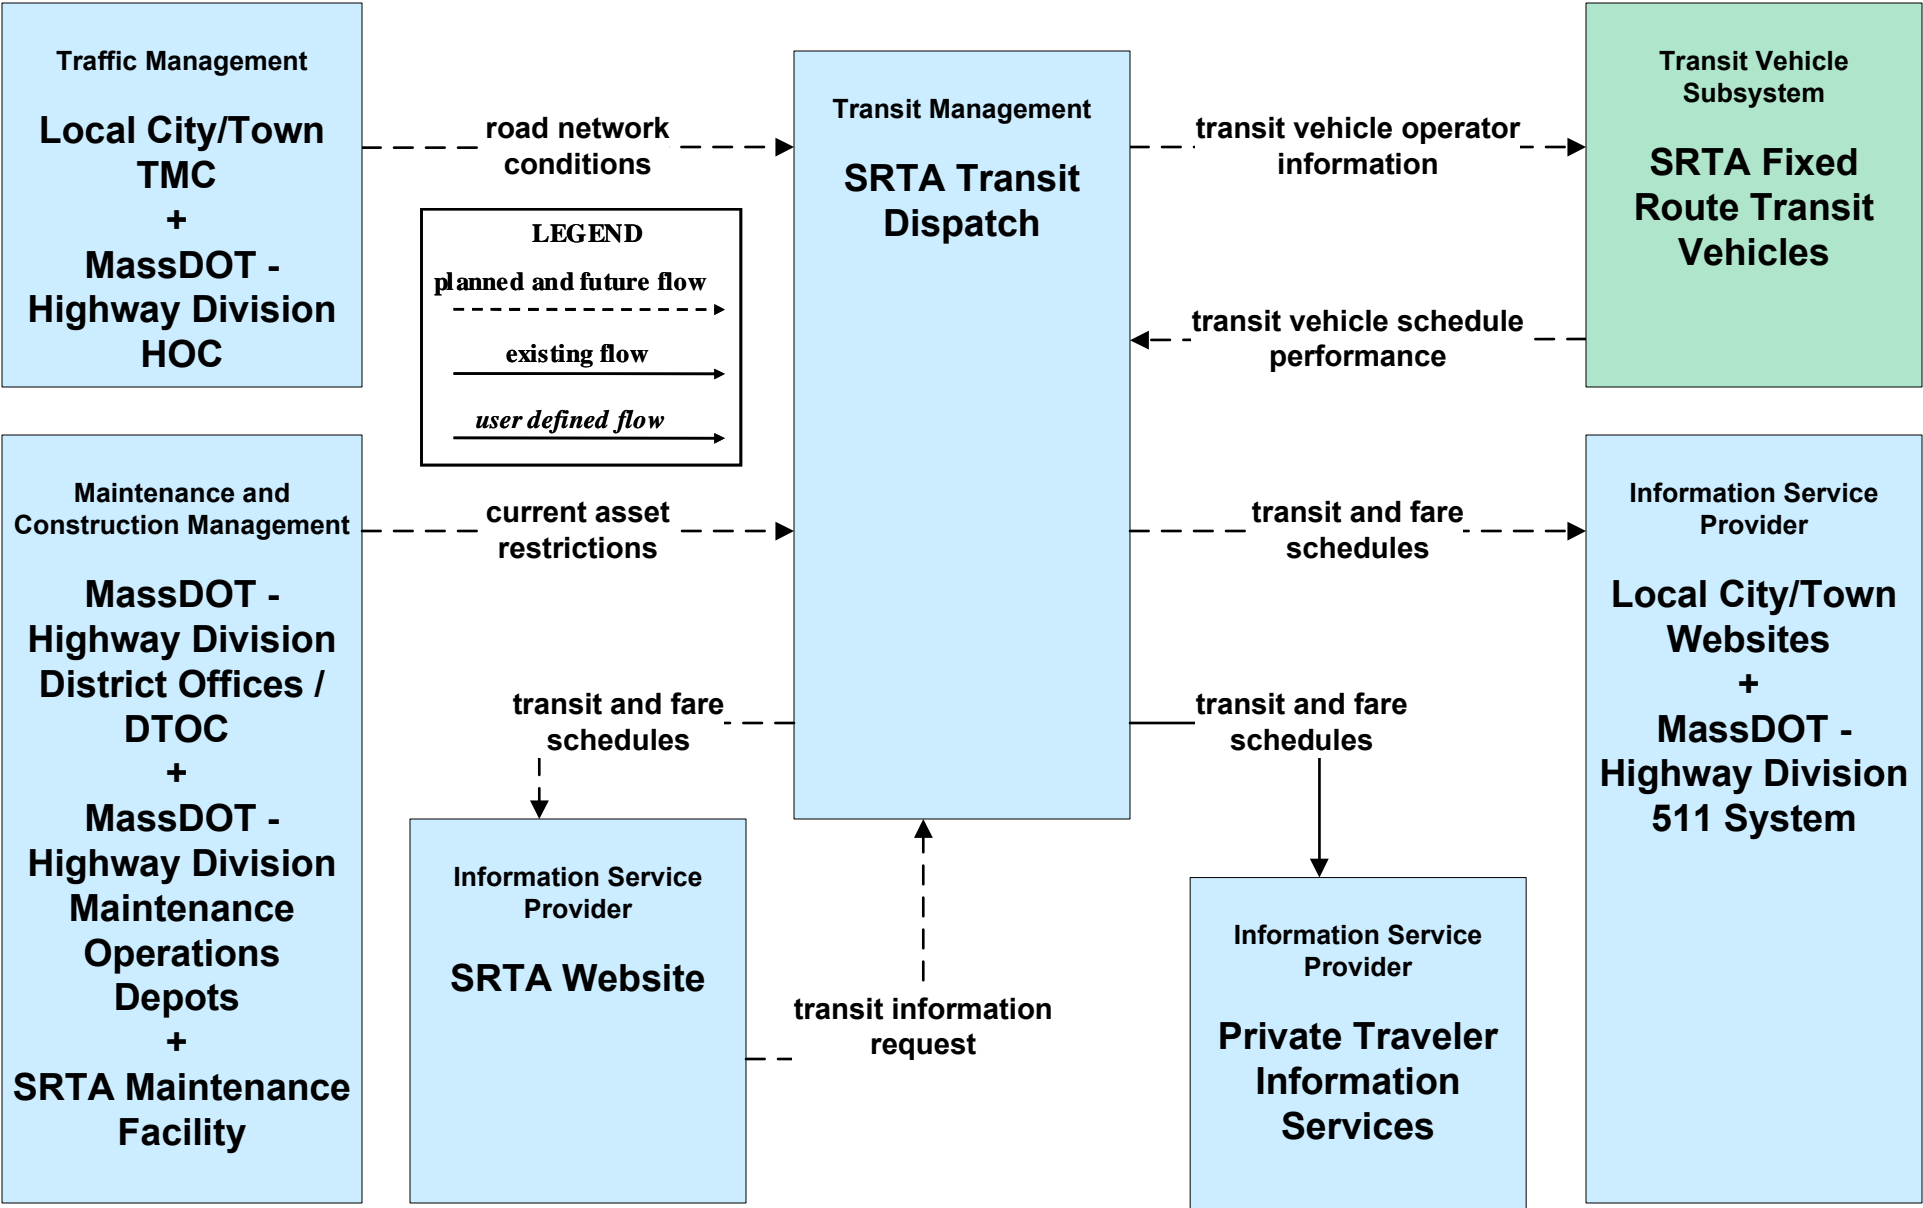 Traffic Management
Local City/Town
TMC
+
MassDOT -
Highway Division
HOC
road network
conditions
Transit Management
SRTA Transit
Dispatch
transit vehicle operator
information
Transit Vehicle
Subsystem
SRTA Fixed
Route Transit
Vehicles
LEGEND
planned and future flow
existing flow
user defined flow
transit vehicle schedule
performance
Maintenance and
Construction Management
MassDOT -
Highway Division
District Offices /
DTOC
+
MassDOT -
Highway Division
Maintenance
Operations
Depots
+
SRTA Maintenance
Facility
current asset
restrictions
transit and fare
schedules
Information Service
Provider
Local City/Town
Websites
+
MassDOT -
Highway Division
511 System
transit and fare
schedules
transit and fare
schedules
Information Service
Provider
SRTA Website
transit information
request
Information Service
Provider
Private Traveler
Information
Services